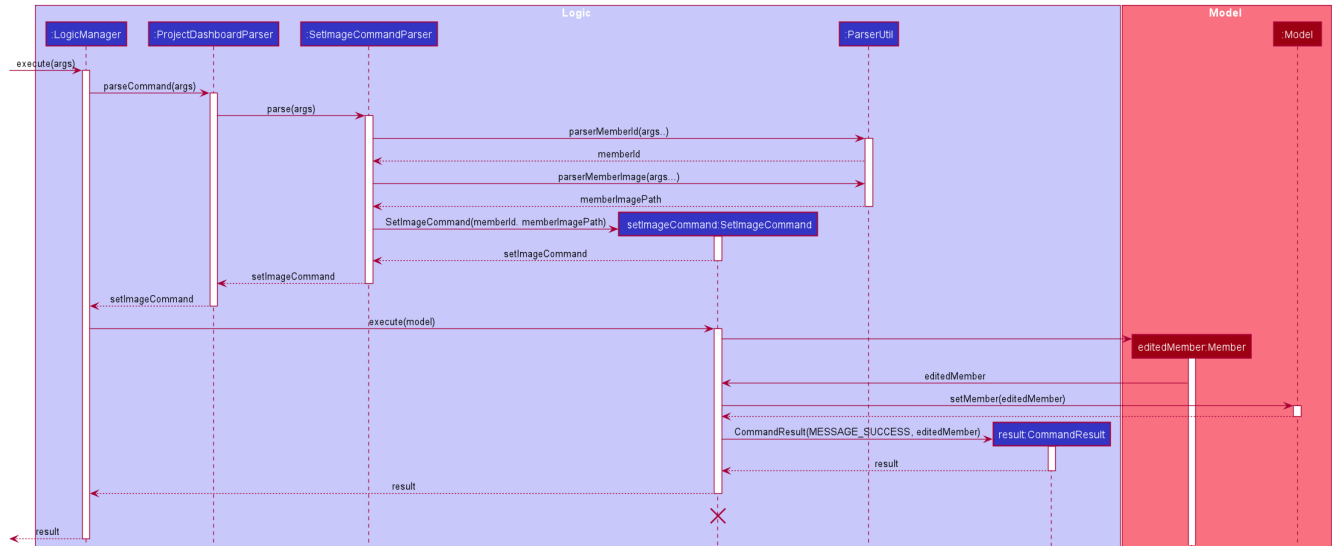 Logic
Model
:LogicManager
:ProjectDashboardParser
:SetImageCommandParser
:ParserUtil
:Model
execute(args)
parseCommand(args)
parse(args)
parserMemberId(args..)
memberId
parserMemberImage(args...)
memberImagePath
SetImageCommand(memberId. memberImagePath)
setImageCommand:SetImageCommand
setImageCommand
setImageCommand
setImageCommand
execute(model)
editedMember:Member
editedMember
setMember(editedMember)
CommandResult(MESSAGE_SUCCESS, editedMember)
result:CommandResult
result
result
result